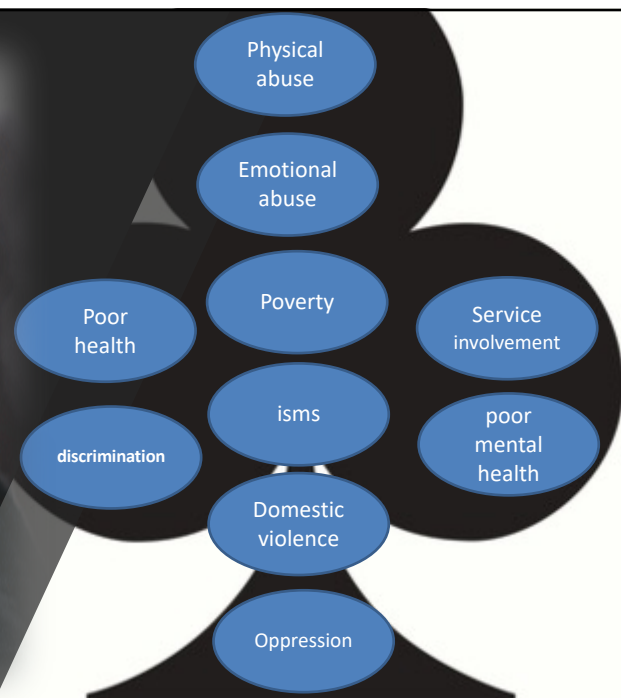 Physical
abuse
Emotional
abuse
Poverty
Poor
health
Service
involvement
isms
discrimination
poor
mental
health
Domestic
violence
Oppression